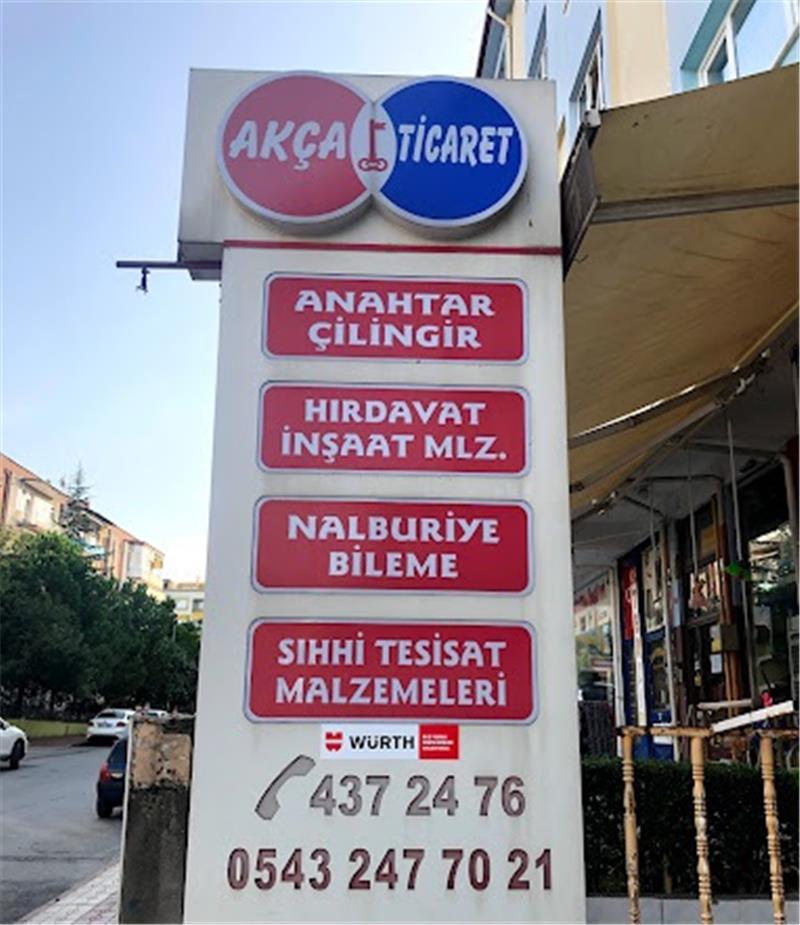 AKÇA TİCARET
ANAHTAR
ÇİLİNGİR
HIRDAVAT
İNŞAAT MLZ.
NALBURİYE
BİLEME
SIHHİ TESİSAT
MALZEMELERİ
WÜRTH
437 24 76
0543 247 70 21